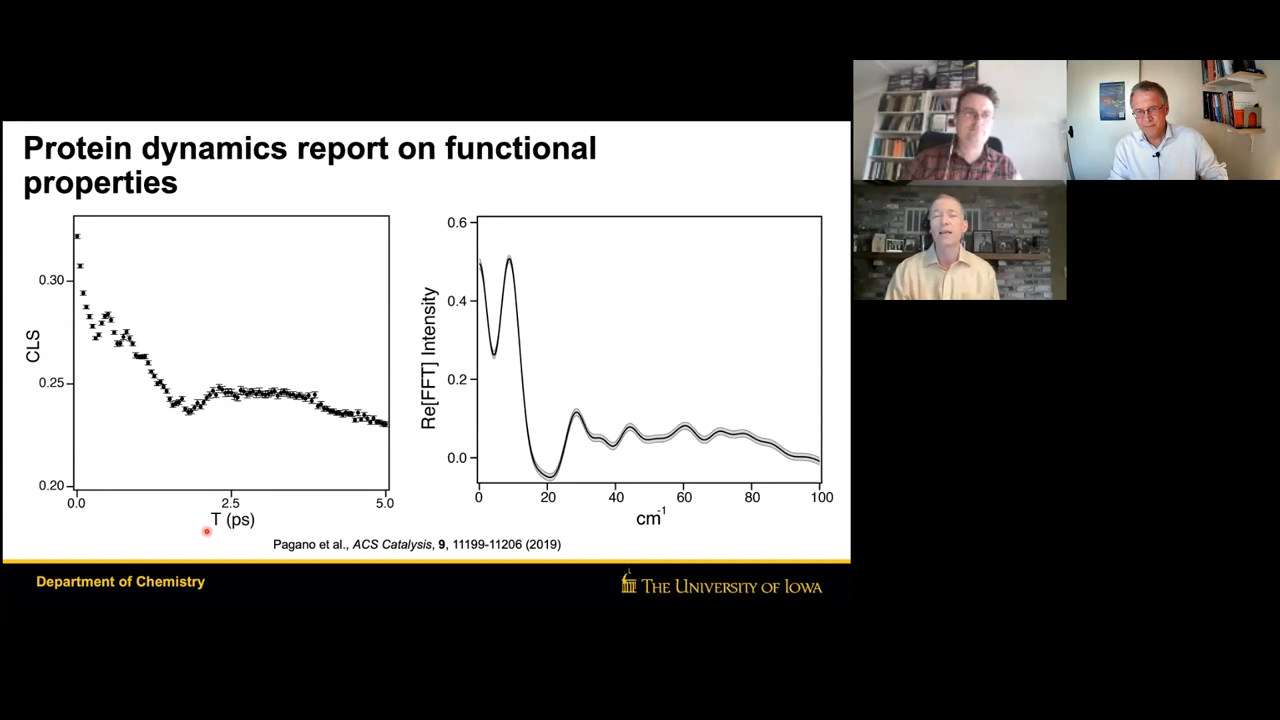 Protein dynamics report on functional
properties
CLS
0.30
0.25
0.20
0.0
2.5
5.0
T (ps)
Re[FFT] Intensity
0.6
0.4
0.2
0.0
0
20
40
60
80
100
cm-1
Pagano et al., ACS Catalysis, 9, 11199-11206 (2019)
Department of Chemistry
THE UNIVERSITY OF IOWA